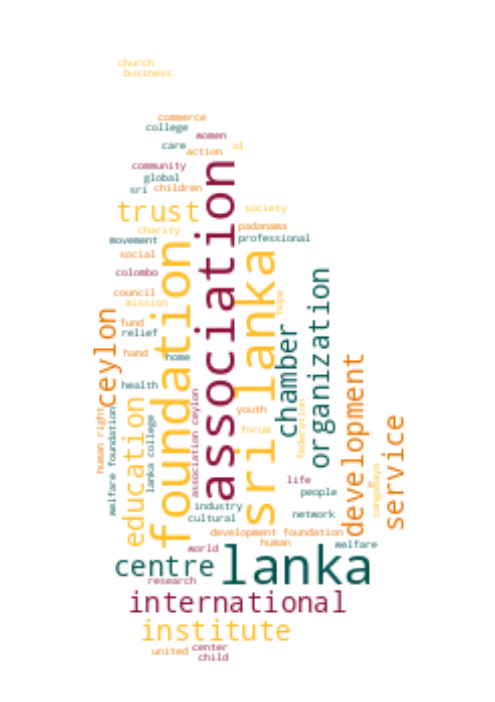 church
business
commerce
college
women
care
al
action
community
global
sri
children
trust
society
charity
padanama
movement
professional
social
colombo
association
foundation
sri lanka
council
mission
hope
fund
relief
ceylon
chamber
organization
hand
home
health
development
education
association ceylon
youth
human right
welfare foundation
lanka college
forum
federation
service
life
people
sangamaya
industry
cultural
network
development foundation
human
welfare
world
centre
lanka
research
international
institute
united
center
child